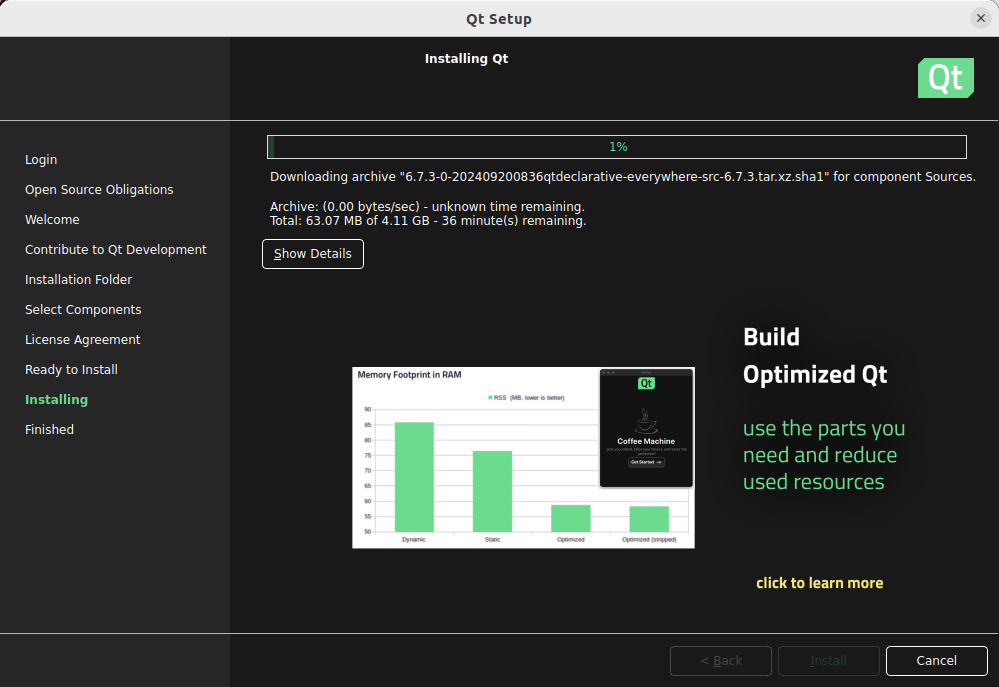 Qt Setup
Installing Qt
Qt
Login
Open Source Obligations
Welcome
Contribute to Qt Development
Installation Folder
Select Components
License Agreement
Ready to Install
Installing
Finished
1%
Downloading archive "6.7.3-0-202409200836qtdeclarative-everywhere-src-6.7.3.tar.xz.sha1" for component Sources.
Archive: (0.00 bytes/sec) - unknown time remaining.
Total: 63.07 MB of 4.11 GB - 36 minute(s) remaining.
Show Details
Memory Footprint in RAM
RSS (MB, lower is better)
90
85
80
75
70
65
60
55
50
Dynamic
Static
Optimized
Optimized (stripped)
Qt
Coffee Machine
Get Started
Build
Optimized Qt
use the parts you
need and reduce
used resources
click to learn more
< Back
Install
Cancel